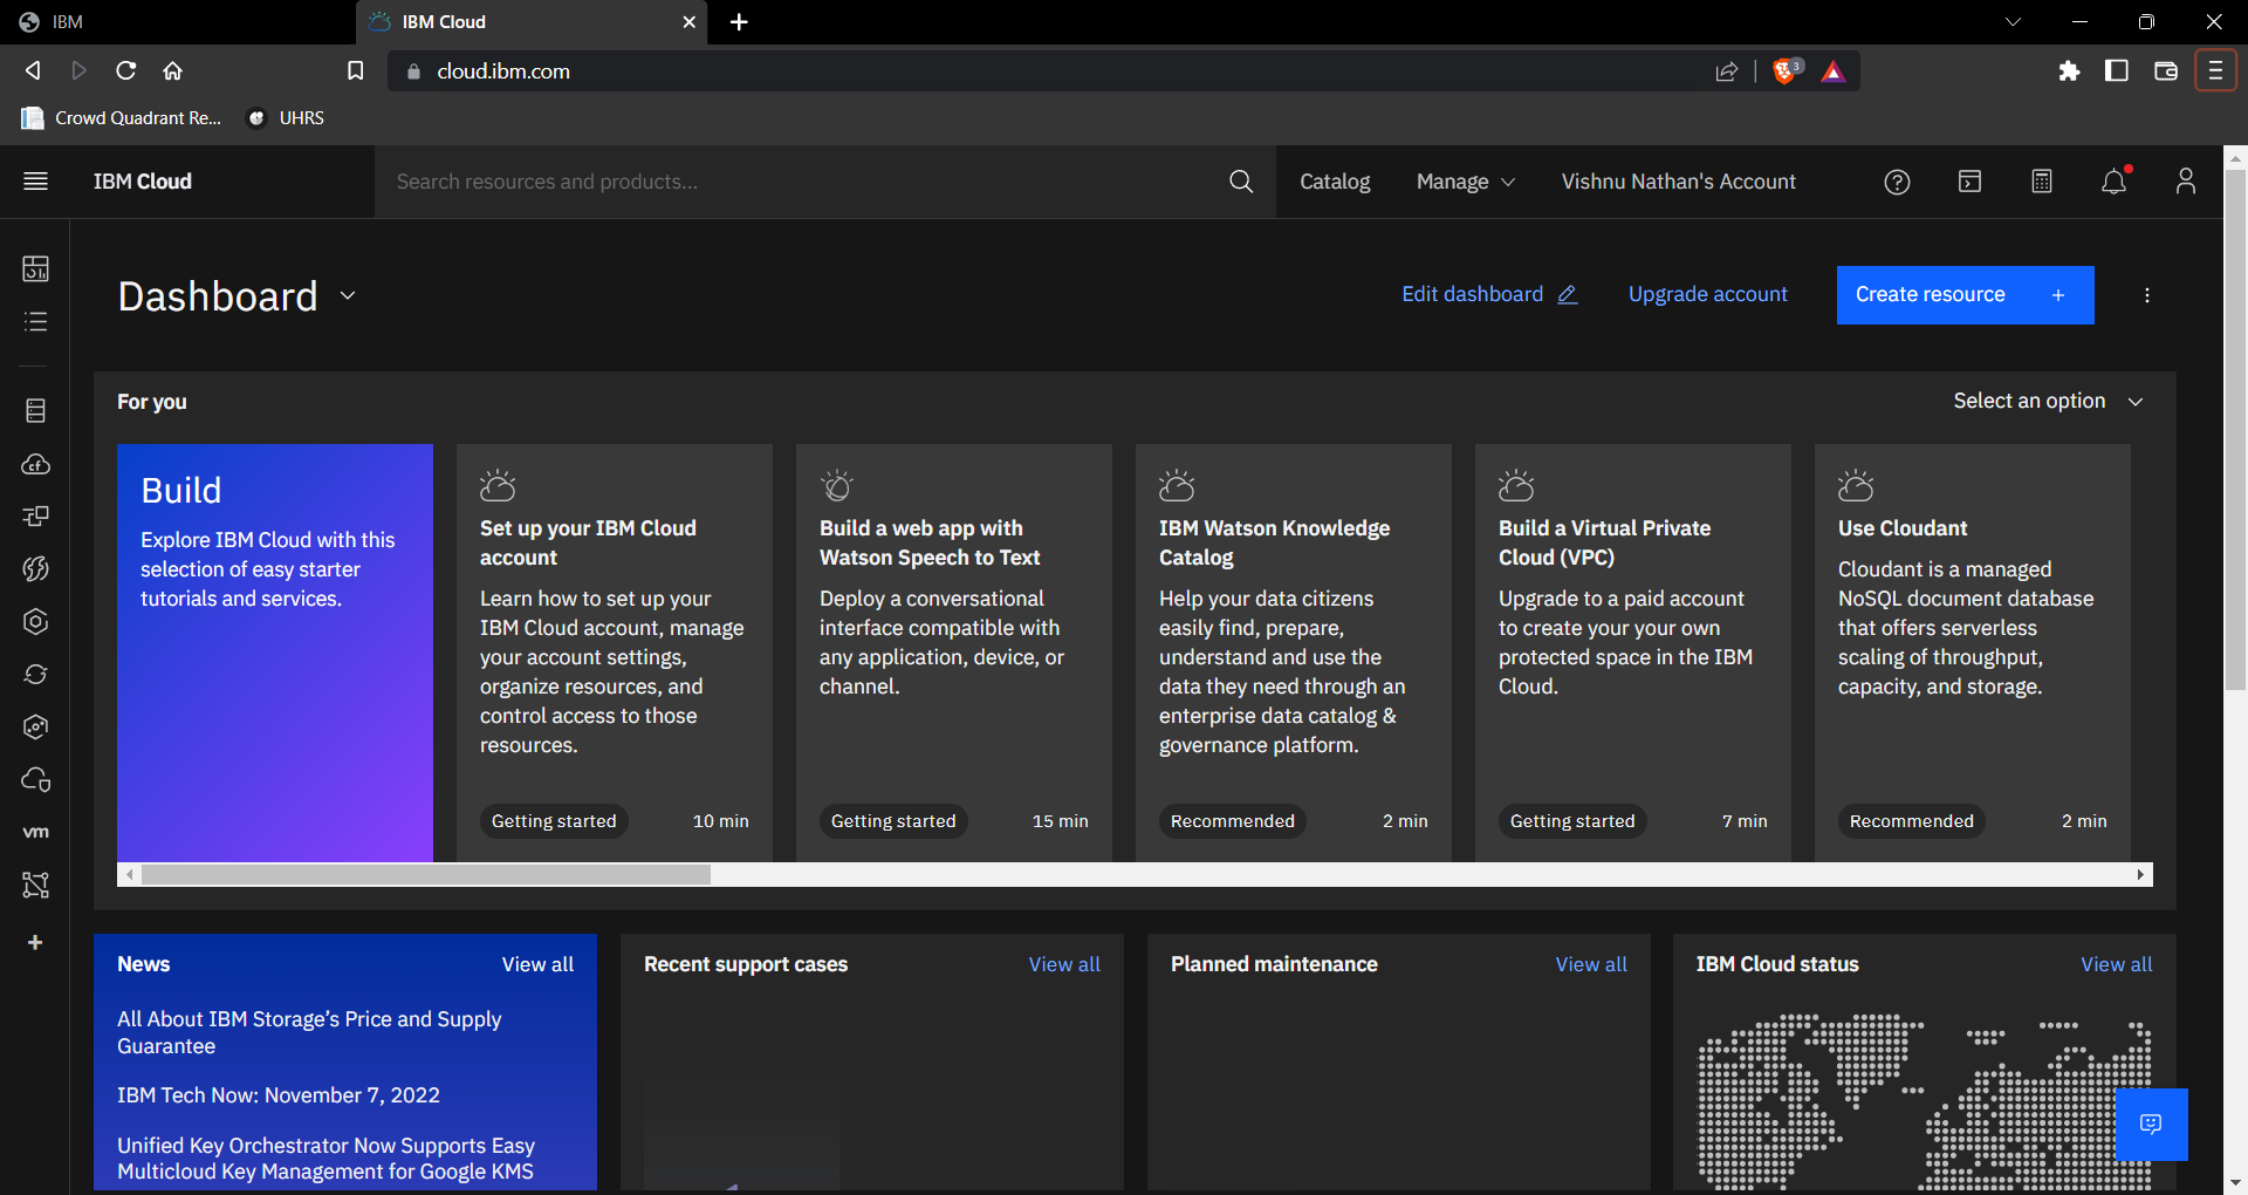 IBM
IBM Cloud
cloud.ibm.com
3
Crowd Quadrant Re...
UHRS
IBM Cloud
Search resources and products...
Catalog
Manage
Vishnu Nathan's Account
Dashboard
Edit dashboard
Upgrade account
Create resource +
For you
Select an option
Build
Explore IBM Cloud with this
selection of easy starter
tutorials and services.
Set up your IBM Cloud
account
Learn how to set up your
IBM Cloud account, manage
your account settings,
organize resources, and
control access to those
resources.
Getting started
10 min
Build a web app with
Watson Speech to Text
Deploy a conversational
interface compatible with
any application, device, or
channel.
Getting started
15 min
IBM Watson Knowledge
Catalog
Help your data citizens
easily find, prepare,
understand and use the
data they need through an
enterprise data catalog &
governance platform.
Recommended
2 min
Build a Virtual Private
Cloud (VPC)
Upgrade to a paid account
to create your your own
protected space in the IBM
Cloud.
Getting started
7 min
Use Cloudant
Cloudant is a managed
NoSQL document database
that offers serverless
scaling of throughput,
capacity, and storage.
Recommended
2 min
cf
vm
News
View all
All About IBM Storage’s Price and Supply
Guarantee
IBM Tech Now: November 7, 2022
Unified Key Orchestrator Now Supports Easy
Multicloud Key Management for Google KMS
Recent support cases
View all
Planned maintenance
View all
IBM Cloud status
View all